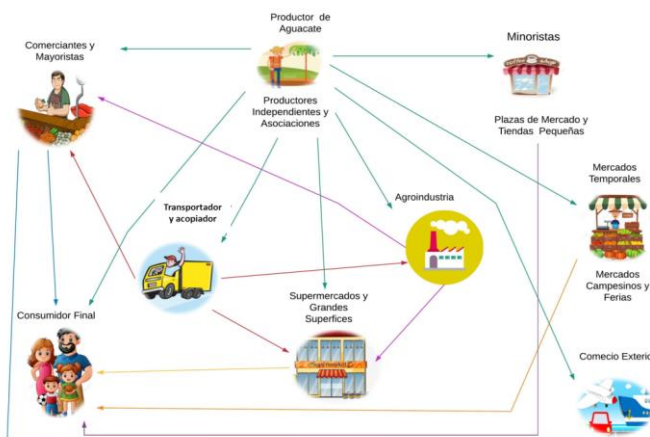 Productor de
Aguacate
Comerciantes y
Mayoristas
Minoristas
Productores
Independientes y
Asociaciones
Plazas de Mercado y
Tiendas Pequeñas
Mercados
Temporales
Transportador
y acopiador
Agroindustria
Mercados
Campesinos y
Ferias
Supermercados y
Grandes
Superfices
Consumidor Final
Comecio Exterio